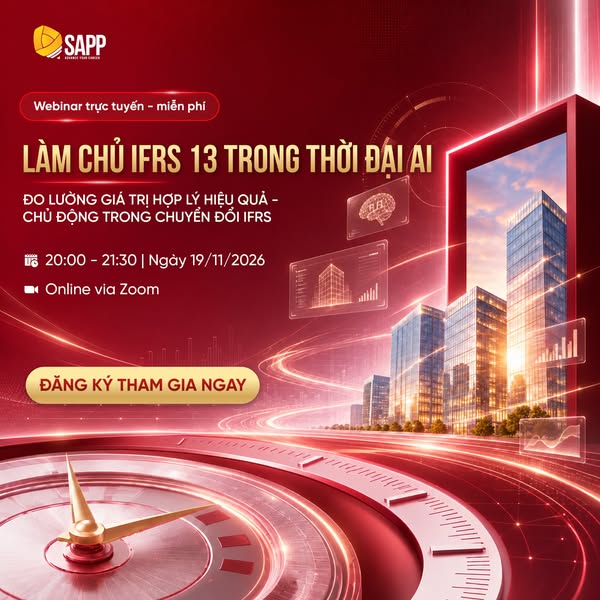 SAPP
ADVANCE YOUR CAREER
Webinar trực tuyến - miễn phí
LÀM CHỦ IFRS 13 TRONG THỜI ĐẠI AI
ĐO LƯỜNG GIÁ TRỊ HỢP LÝ HIỆU QUẢ -
CHỦ ĐỘNG TRONG CHUYỂN ĐỔI IFRS
20:00 - 21:30 | Ngày 19/11/2026
Online via Zoom
ĐĂNG KÝ THAM GIA NGAY